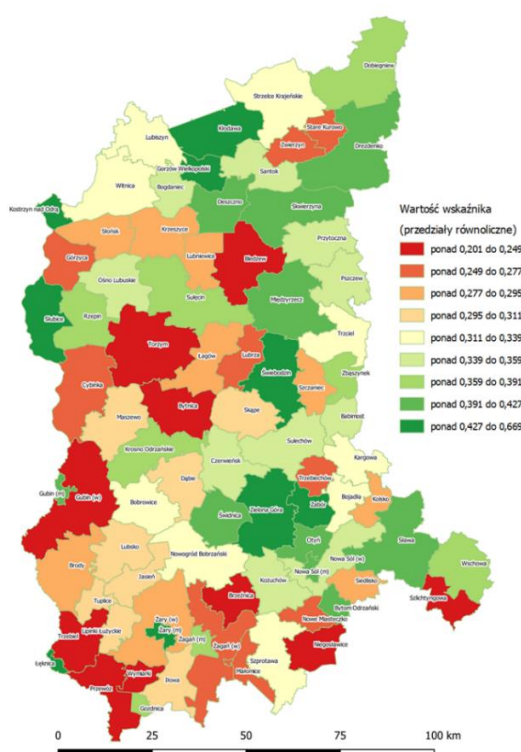 Dobiegniew
Strzelce Krajeńskie
Stare Kurowo
Kłodawa
Zwierzyn
Drezdenko
Lubiszyn
Gorzów Wielkopolski
Santok
Witnica
Bogdaniec
Kostrzyn nad Odrą
Deszczno
Skwierzyna
Słońsk
Krzeszyce
Przytoczna
Górzyca
Lubniewice
Bledzew
Pszczew
Ośno Lubuskie
Międzyrzecz
Sulęcin
Słubice
Rzepin
Trzciel
Torzym
Łagów
Lubrza
Zbąszynek
Świebodzin
Szczaniec
Cybinka
Bytnica
Skąpe
Babimost
Maszewo
Sulechów
Krosno Odrzańskie
Czerwieńsk
Kargowa
Dąbie
Trzebiechów
Gubin (m)
Gubin (w)
Bobrowice
Świdnica
Zielona Góra
Zabór
Bojadła
Kolsko
Otyń
Sława
Lubsko
Nowogród Bobrzański
Nowa Sól (w)
Wschowa
Brody
Jasień
Kożuchów
Nowa Sól (m)
Siedlisko
Szlichtyngowa
Tuplice
Brzeźnica
Bytom Odrzański
Żary (w)
Nowe Miasteczko
Trzebiel
Lipinki Łużyckie
Żary (m)
Żagań (m)
Żagań (w)
Niegosławice
Szprotawa
Łęknica
Wymiarki
Małomice
Przewóz
Iłowa
Gozdnica
Wartość wskaźnika
(przedziały równoliczne)
ponad 0,201 do 0,249
ponad 0,249 do 0,277
ponad 0,277 do 0,295
ponad 0,295 do 0,311
ponad 0,311 do 0,339
ponad 0,339 do 0,359
ponad 0,359 do 0,391
ponad 0,391 do 0,427
ponad 0,427 do 0,669
0 25 50 75 100 km